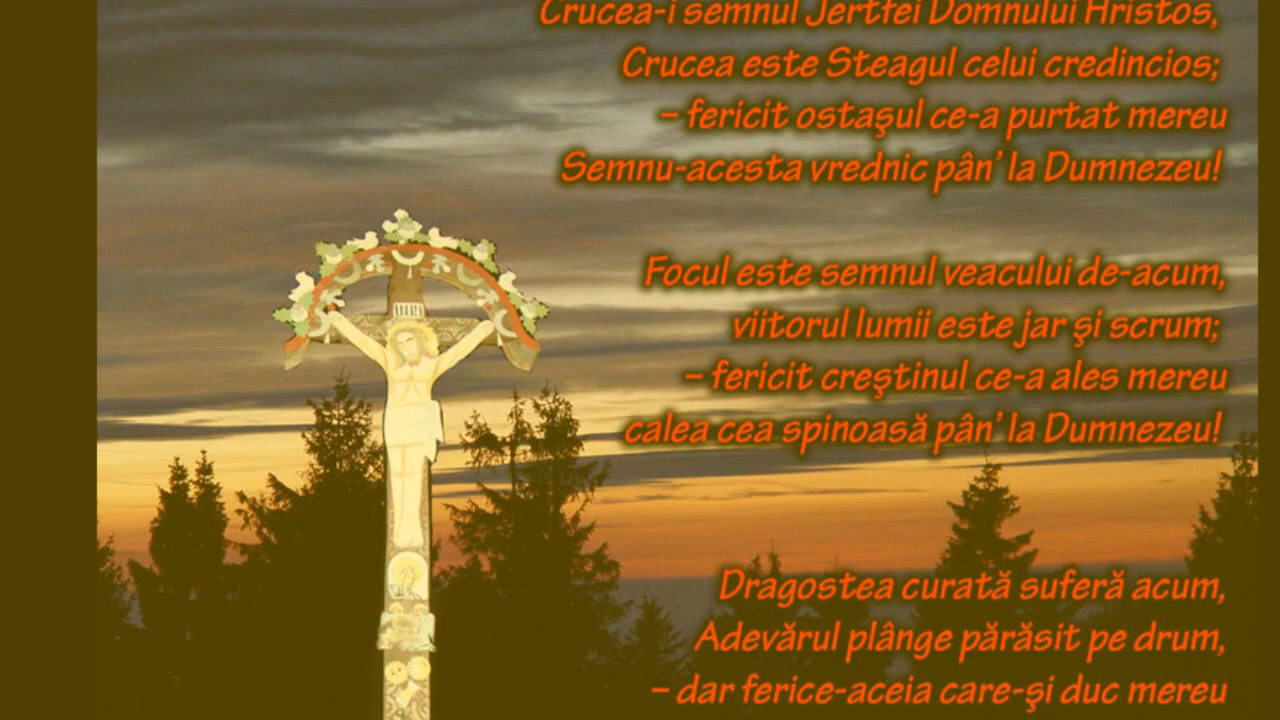 Crucea-i semnul Jertfei Domnului Hristos,
Crucea este Steagul celui credincios;
– fericit ostaşul ce-a purtat mereu
Semnu-acesta vrednic pân’ la Dumnezeu!
Focul este semnul veacului de-acum,
viitorul lumii este jar şi scrum;
– fericit creştinul ce-a ales mereu
calea cea spinoasă pân’ la Dumnezeu!
Dragostea curată suferă acum,
Adevărul plânge părăsit pe drum,
– dar ferice-aceia care-şi duc mereu